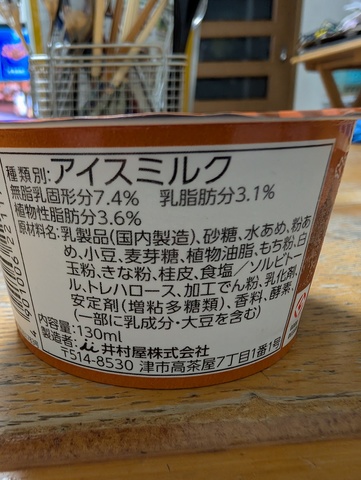 種類別:アイスミルク
無脂乳固形分7.4% 乳脂肪分3.1%
植物性脂肪分3.6%
原材料名:乳製品(国内製造)、砂糖、水あめ、粉あ
め、小豆、麦芽糖、植物油脂、もち粉、白
玉粉、きな粉、桂皮、食塩／ソルビトー
ル、トレハロース、加工でん粉、乳化剤、
安定剤(増粘多糖類)、香料、酵素、
(一部に乳成分・大豆を含む)
内容量:130ml
製造者:井村屋株式会社
〒514-8530 津市高茶屋7丁目1番1号